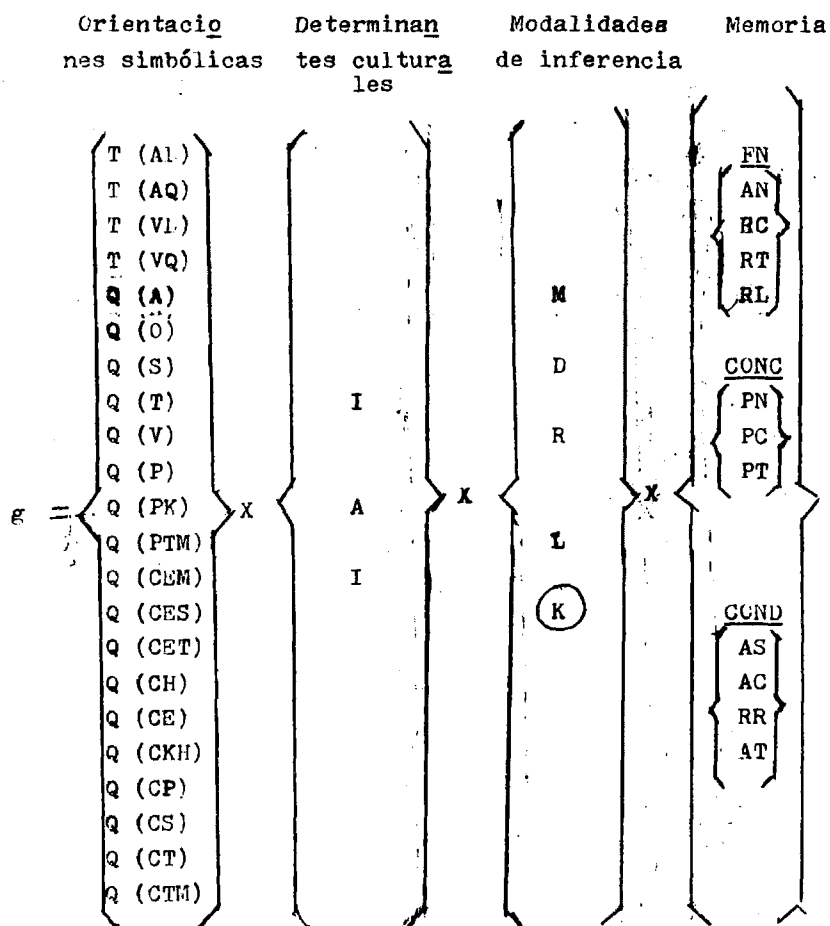 Orientacio Determinan Modalidades Memoria
nes simbólicas tes cultura de inferencia
les
T (Al) FN
T (AQ) AN
T (Vl) RC
T (VQ) RT
Q (A) M RL
Q (O)
Q (S) D CONC
Q (T) I PN
Q (V) R PC
Q (P) PT
g = Q (PK) X A X X
Q (PTM) L
Q (CEM) I
Q (CES) K COND
Q (CET) AS
Q (CH) AC
Q (CE) RR
Q (CKH) AT
Q (CP)
Q (CS)
Q (CT)
Q (CTM)